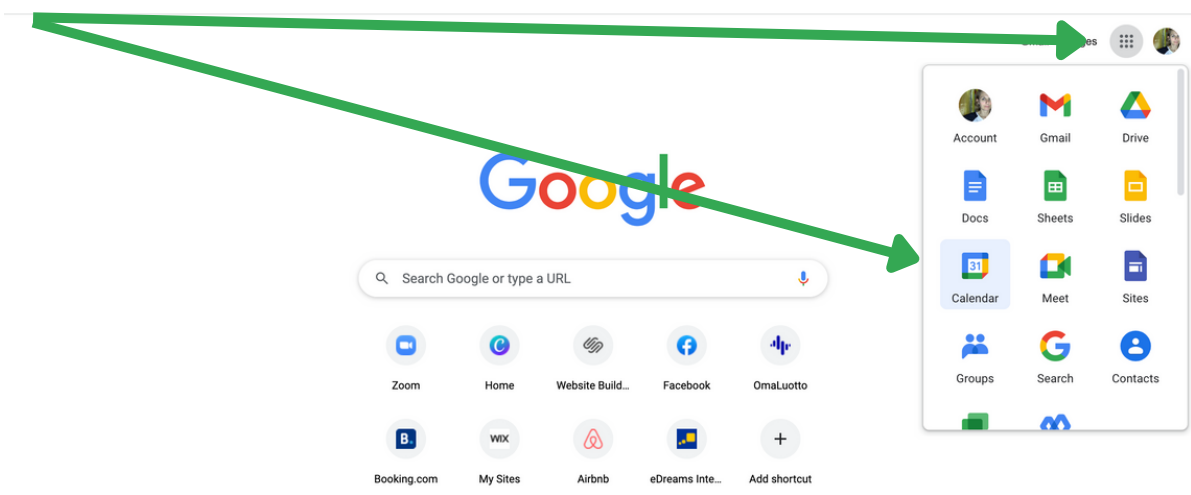 Account Gmail Drive
Google
Docs Sheets Slides
Search Google or type a URL
31
Calendar Meet Sites
Zoom Home Website Build... Facebook OmaLuotto
Groups Search Contacts
B.
WIX
Booking.com My Sites Airbnb eDreams Inte... Add shortcut